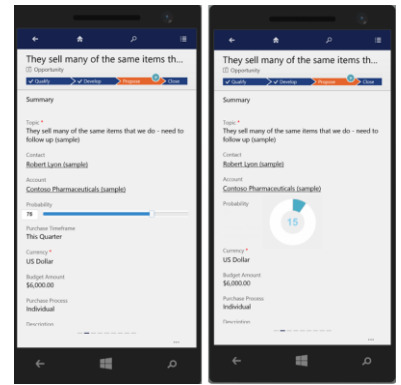 They sell many of the same items th...
Opportunity
Qualify
Develop
Propose
Close
Summary
Topic *
They sell many of the same items that we do - need to
follow up (sample)
Contact
Robert Lyon (sample)
Account
Contoso Pharmaceuticals (sample)
Probability
75
Purchase Timeframe
This Quarter
Currency *
US Dollar
Budget Amount
$6,000.00
Purchase Process
Individual
Description
...
They sell many of the same items th...
Opportunity
Qualify
Develop
Propose
Close
Summary
Topic *
They sell many of the same items that we do - need to
follow up (sample)
Contact
Robert Lyon (sample)
Account
Contoso Pharmaceuticals (sample)
Probability
15
Currency *
US Dollar
Budget Amount
$6,000.00
Purchase Process
Individual
Description
...